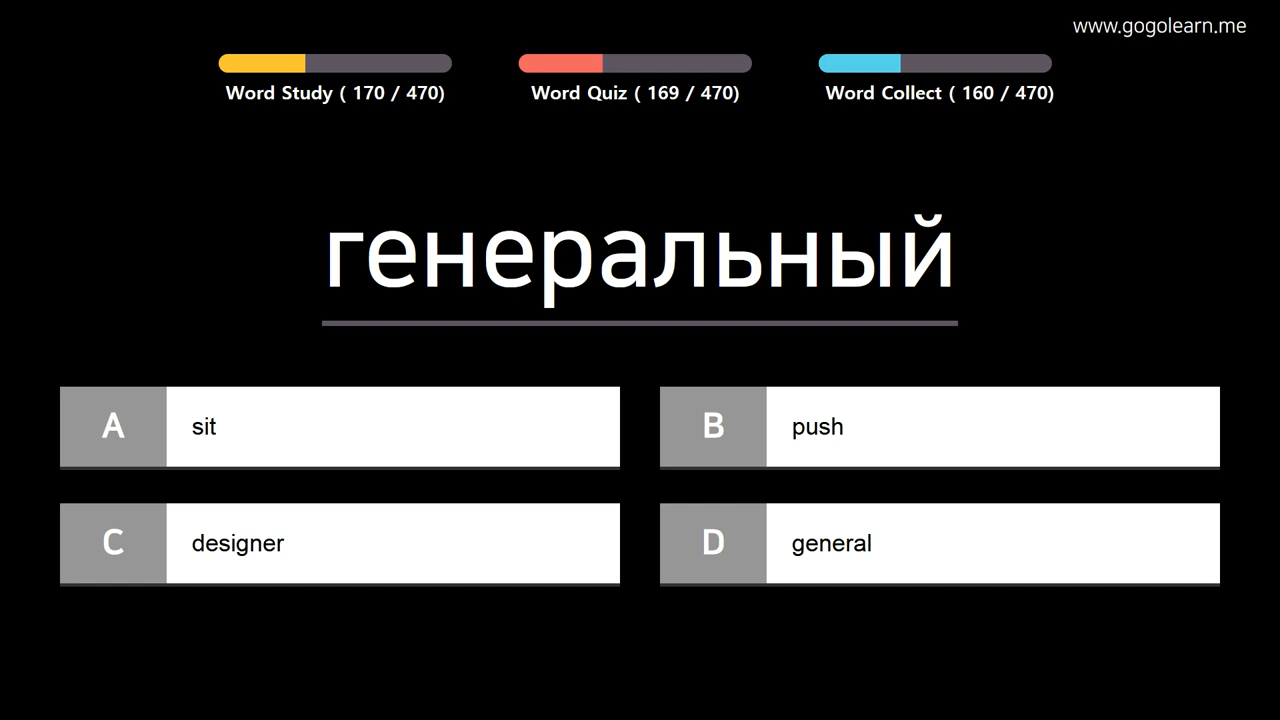 www.gogolearn.me
Word Study ( 170 / 470)
Word Quiz ( 169 / 470)
Word Collect ( 160 / 470)
генеральный
A
sit
B
push
C
designer
D
general